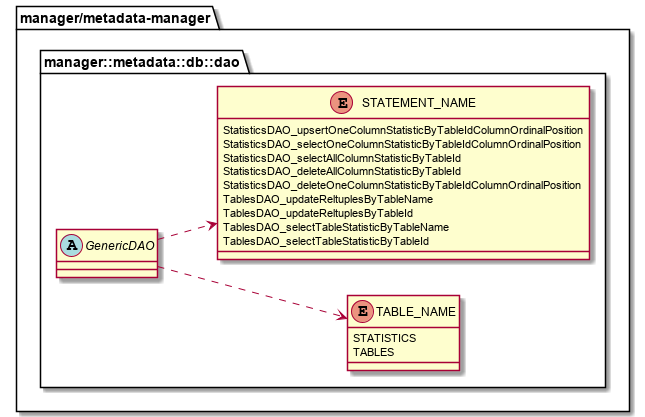 manager/metadata-manager
manager::metadata::db::dao
E STATEMENT_NAME
StatisticsDAO_upsertOneColumnStatisticByTableIdColumnOrdinalPosition
StatisticsDAO_selectOneColumnStatisticByTableIdColumnOrdinalPosition
StatisticsDAO_selectAllColumnStatisticByTableId
StatisticsDAO_deleteAllColumnStatisticByTableId
StatisticsDAO_deleteOneColumnStatisticByTableIdColumnOrdinalPosition
TablesDAO_updateReltuplesByTableName
TablesDAO_updateReltuplesByTableId
TablesDAO_selectTableStatisticByTableName
TablesDAO_selectTableStatisticByTableId
A GenericDAO
E TABLE_NAME
STATISTICS
TABLES